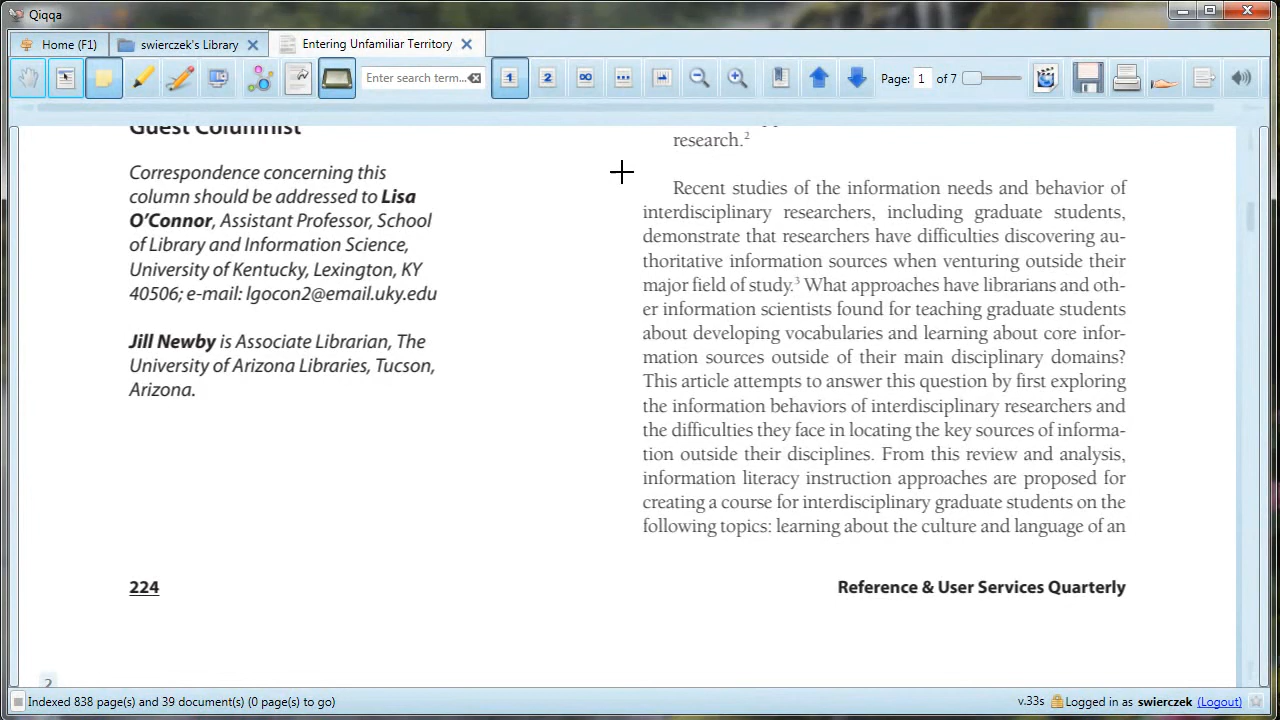 Qiqqa
Home (F1)
swierczek's Library
Entering Unfamiliar Territory
Enter search term...
1
2
Page: 1 of 7
Guest Columnist
Correspondence concerning this
column should be addressed to Lisa
O'Connor, Assistant Professor, School
of Library and Information Science,
University of Kentucky, Lexington, KY
40506; e-mail: lgocon2@email.uky.edu
Jill Newby is Associate Librarian, The
University of Arizona Libraries, Tucson,
Arizona.
research.2
Recent studies of the information needs and behavior of
interdisciplinary researchers, including graduate students,
demonstrate that researchers have difficulties discovering au-
thoritative information sources when venturing outside their
major field of study.3 What approaches have librarians and oth-
er information scientists found for teaching graduate students
about developing vocabularies and learning about core infor-
mation sources outside of their main disciplinary domains?
This article attempts to answer this question by first exploring
the information behaviors of interdisciplinary researchers and
the difficulties they face in locating the key sources of informa-
tion outside their disciplines. From this review and analysis,
information literacy instruction approaches are proposed for
creating a course for interdisciplinary graduate students on the
following topics: learning about the culture and language of an
224
Reference & User Services Quarterly
2
Indexed 838 page(s) and 39 document(s) (0 page(s) to go)
v.33s
Logged in as swierczek (Logout)